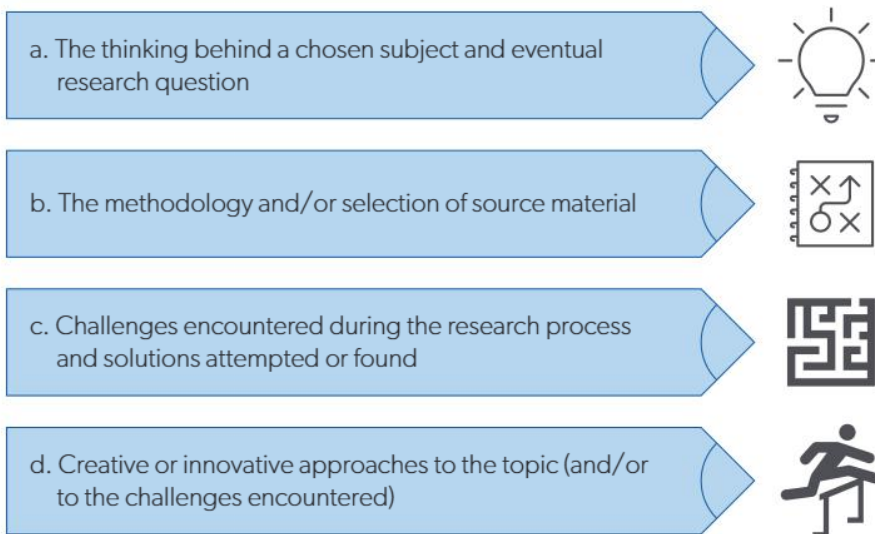 a. The thinking behind a chosen subject and eventual
research question
b. The methodology and/or selection of source material
c. Challenges encountered during the research process
and solutions attempted or found
d. Creative or innovative approaches to the topic (and/or
to the challenges encountered)